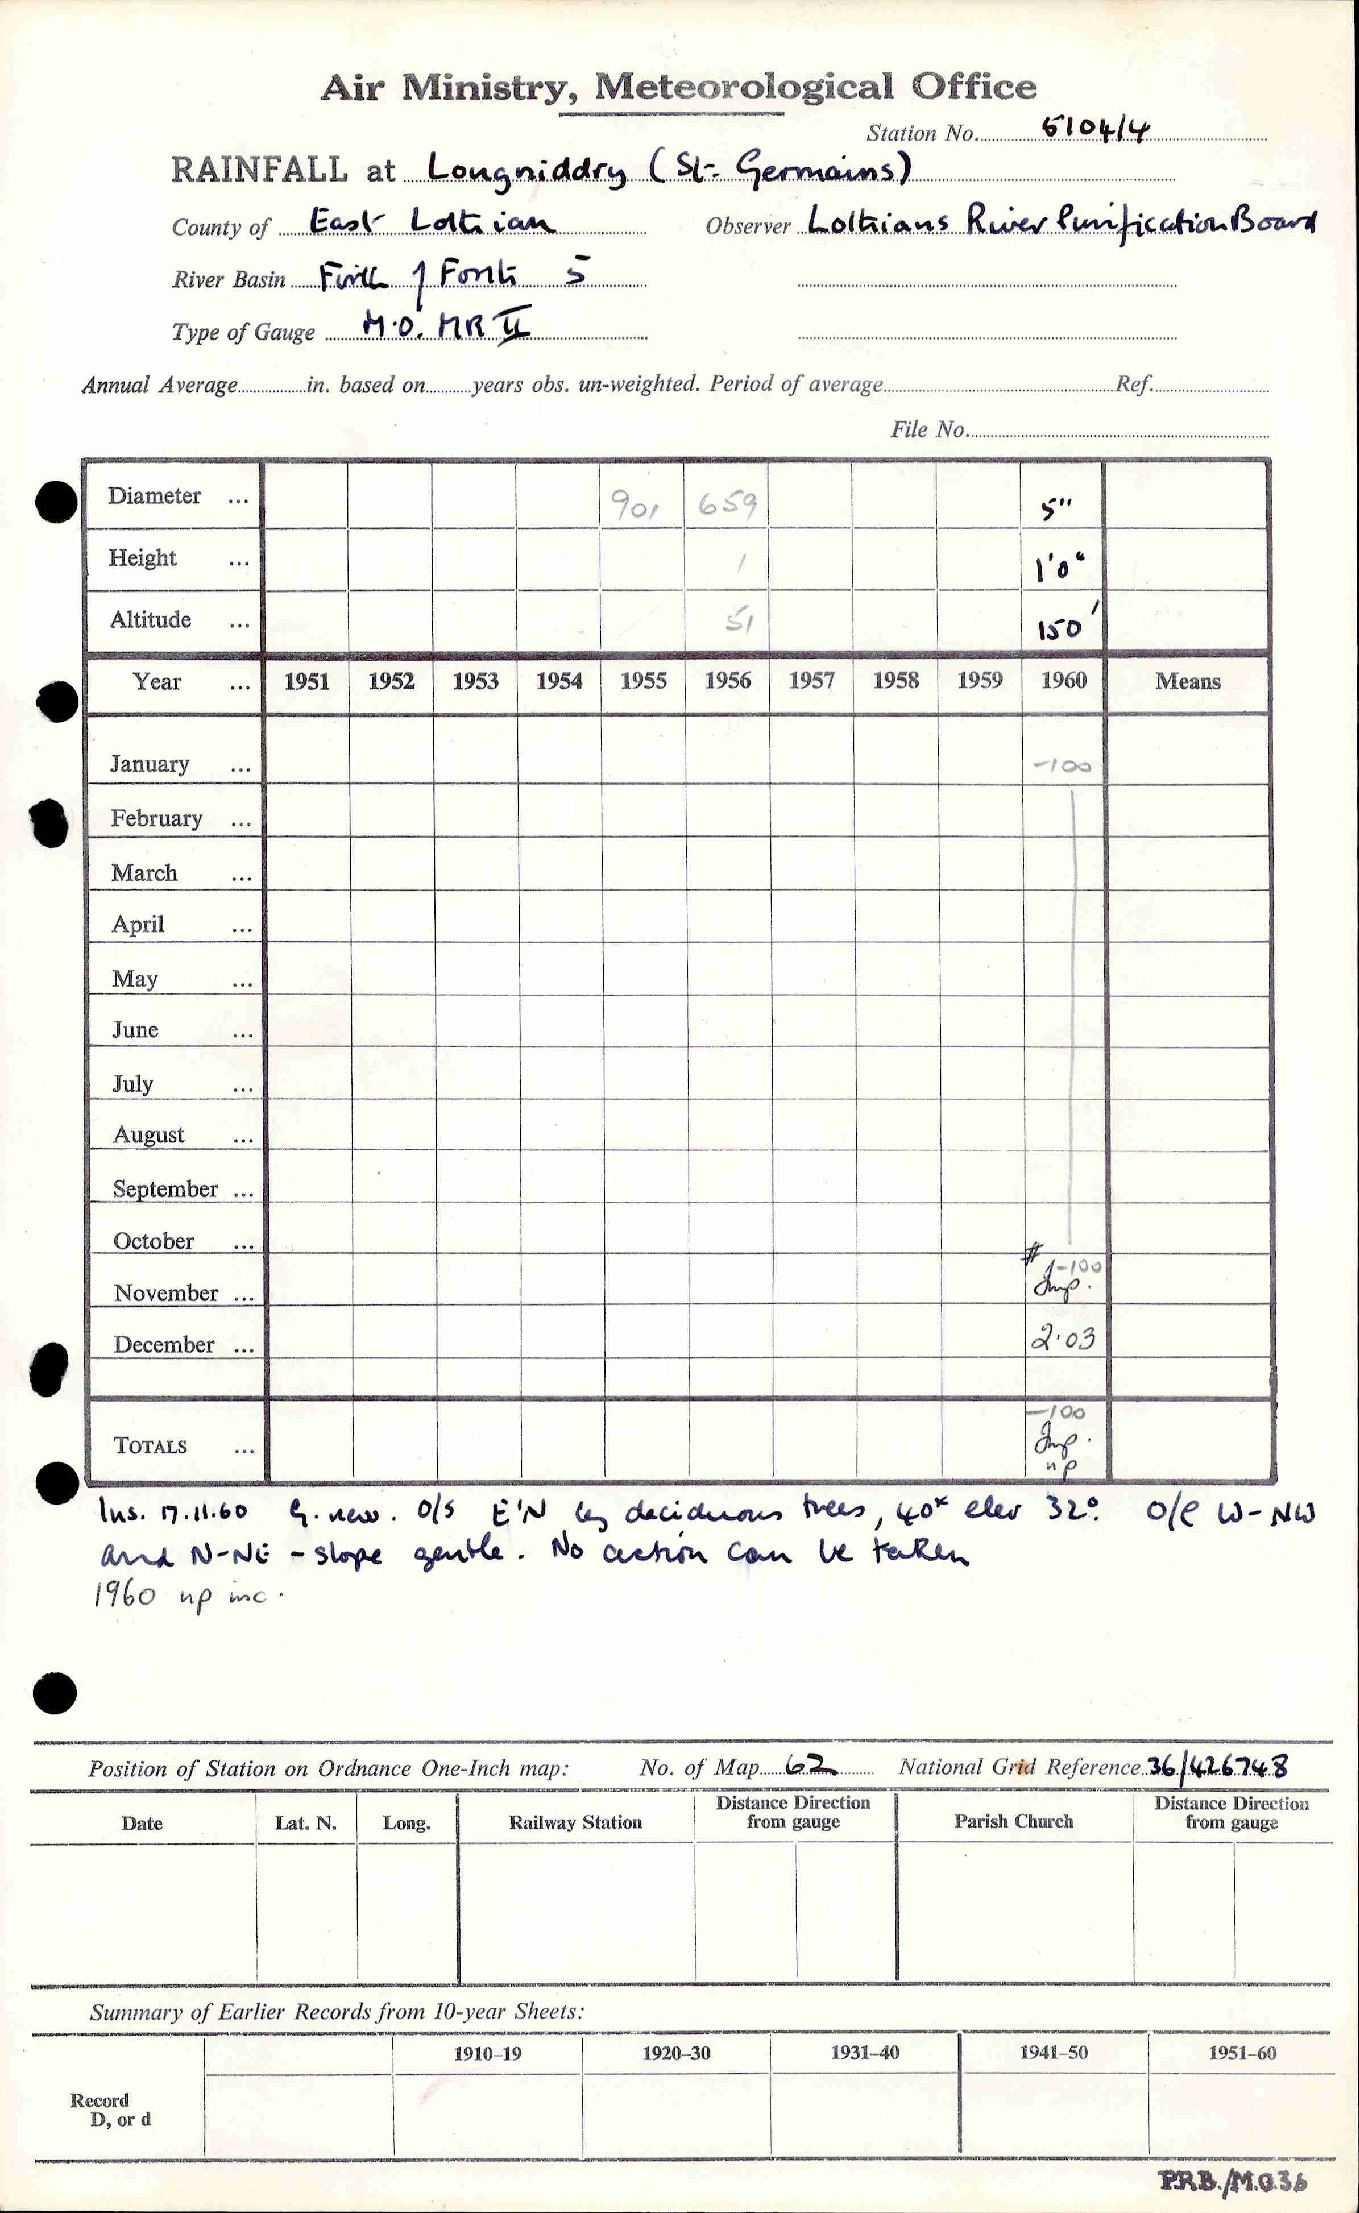 Air Ministry, Meteorological Office
Station No. 5104/4
RAINFALL at Longniddry (St. Germains)
County of East Lothian Observer Lothians River Purification Board
River Basin Firth of Forth 5
Type of Gauge M.O. MR II
Annual Average in. based on years obs. un-weighted. Period of average Ref.
File No.
Diameter ... 901 659 5"
Height ... 1 1'0"
Altitude ... 51 150'
Year ... 1951 1952 1953 1954 1955 1956 1957 1958 1959 1960 Means
January ... -100
February ...
March ...
April ...
May ...
June ...
July ...
August ...
September ...
October ...
# -100
November ... Imp.
December ... 2.03
-100
TOTALS ... Imp.
np
Ins. 17.11.60 G. new. O/S E'N by deciduous trees, 40x elev 32°. O/E W-NW
and N-NE - slope gentle. No action can be taken
1960 np inc.
Position of Station on Ordnance One-Inch map: No. of Map 62 National Grid Reference 36/426748
Date Lat. N. Long. Railway Station Distance Direction from gauge Parish Church Distance Direction from gauge
Summary of Earlier Records from 10-year Sheets:
1910-19 1920-30 1931-40 1941-50 1951-60
Record
D, or d
P.R.B./M.O.36